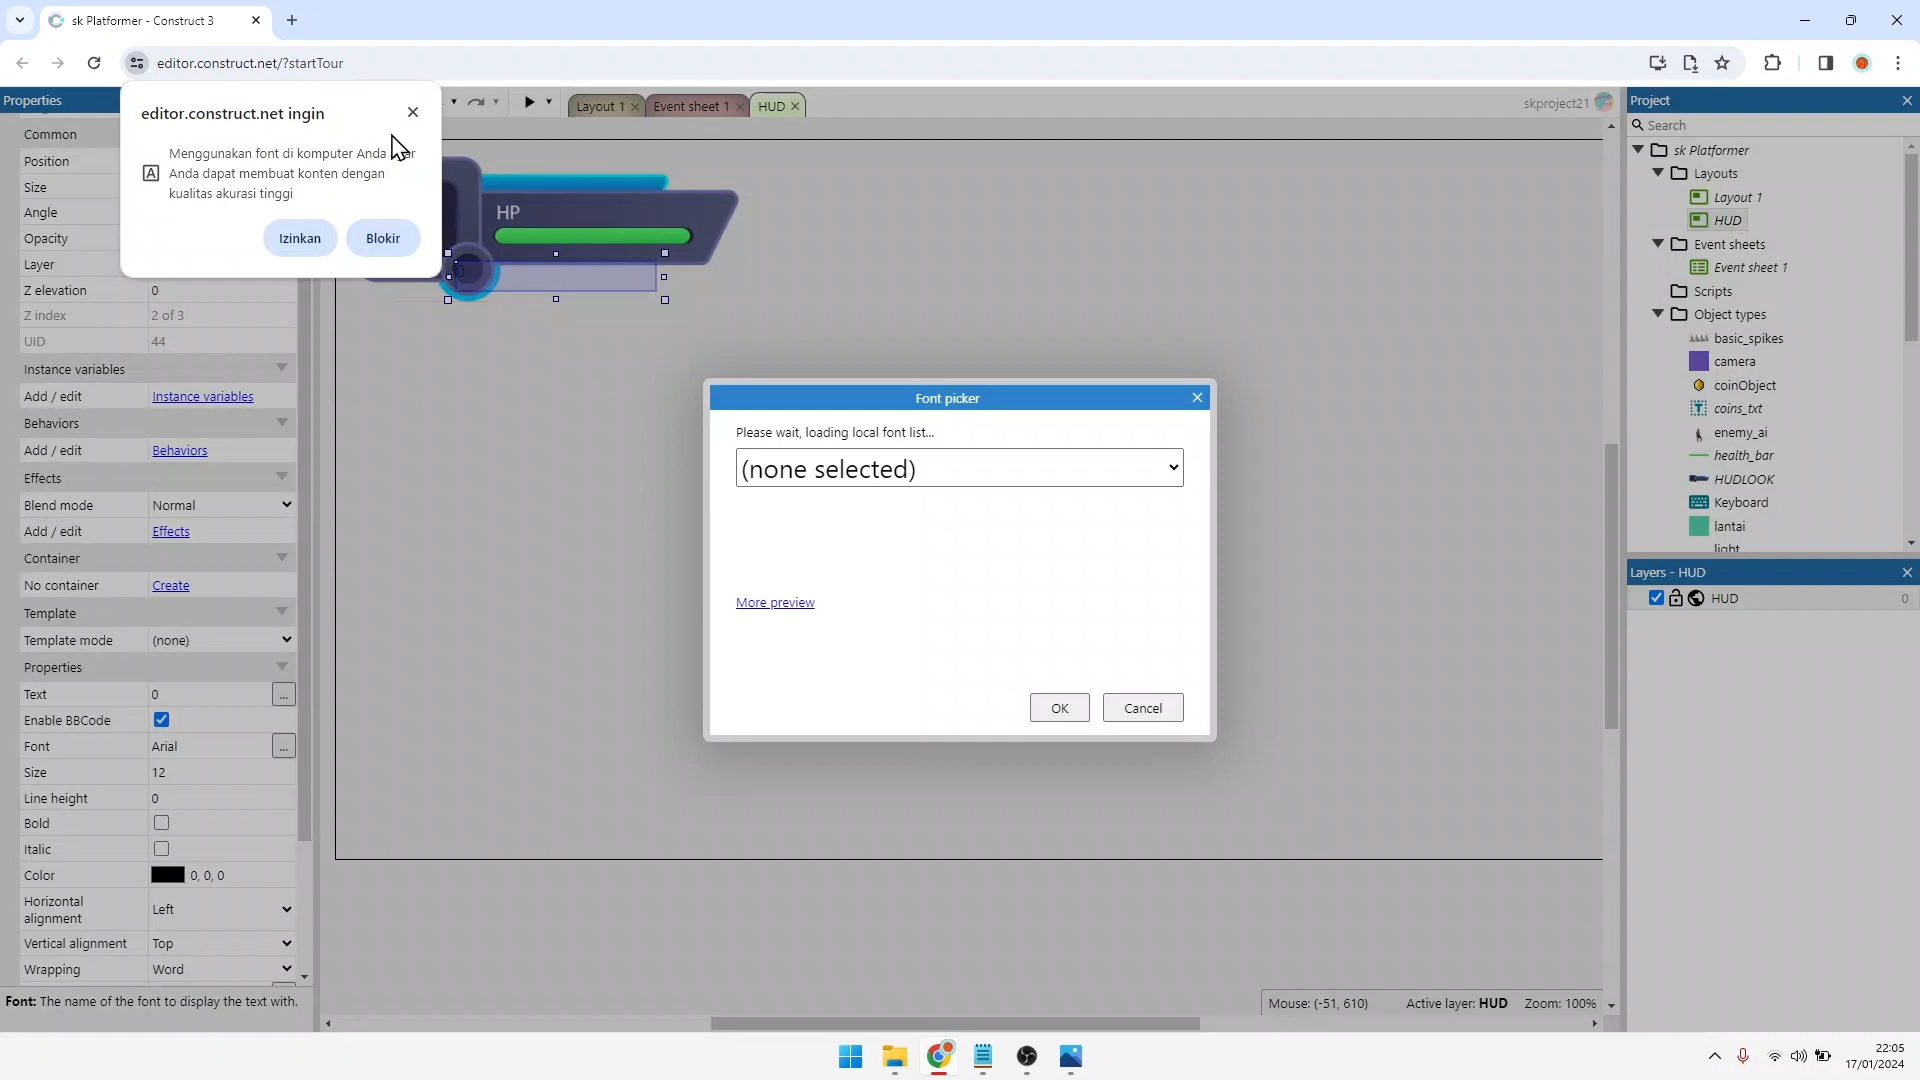 sk Platformer - Construct 3
editor.construct.net/?startTour
Properties
editor.construct.net ingin
Menggunakan font di komputer Anda
Anda dapat membuat konten dengan
kualitas akurasi tinggi
Izinkan
Blokir
Layout 1
Event sheet 1
HUD
skproject21
Project
Search
sk Platformer
Layouts
Layout 1
HUD
Event sheets
Event sheet 1
Scripts
Object types
basic_spikes
camera
coinObject
coins_txt
enemy_ai
health_bar
HUDLOOK
Keyboard
lantai
light
Layers - HUD
HUD 0
Common
Position
Size
Angle
Opacity
Layer
Z elevation 0
Z index 2 of 3
UID 44
Instance variables
Add / edit Instance variables
Behaviors
Add / edit Behaviors
Effects
Blend mode Normal
Add / edit Effects
Container
No container Create
Template
Template mode (none)
Properties
Text 0 ...
Enable BBCode
Font Arial ...
Size 12
Line height 0
Bold
Italic
Color 0, 0, 0
Horizontal
alignment Left
Vertical alignment Top
Wrapping Word
Font: The name of the font to display the text with.
HP
0
Font picker
Please wait, loading local font list...
(none selected)
More preview
OK
Cancel
Mouse: (-51, 610) Active layer: HUD Zoom: 100%
22:05
17/01/2024